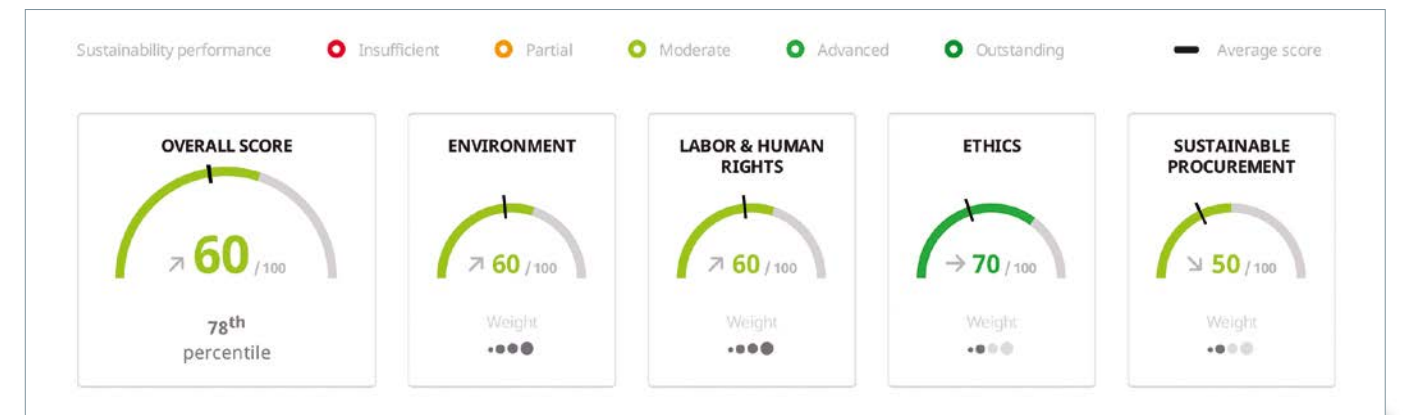 Sustainability performance Insufficient Partial Moderate Advanced Outstanding Average score
OVERALL SCORE
60 / 100
78th
percentile
ENVIRONMENT
60 / 100
Weight
LABOR & HUMAN
RIGHTS
60 / 100
Weight
ETHICS
70 / 100
Weight
SUSTAINABLE
PROCUREMENT
50 / 100
Weight